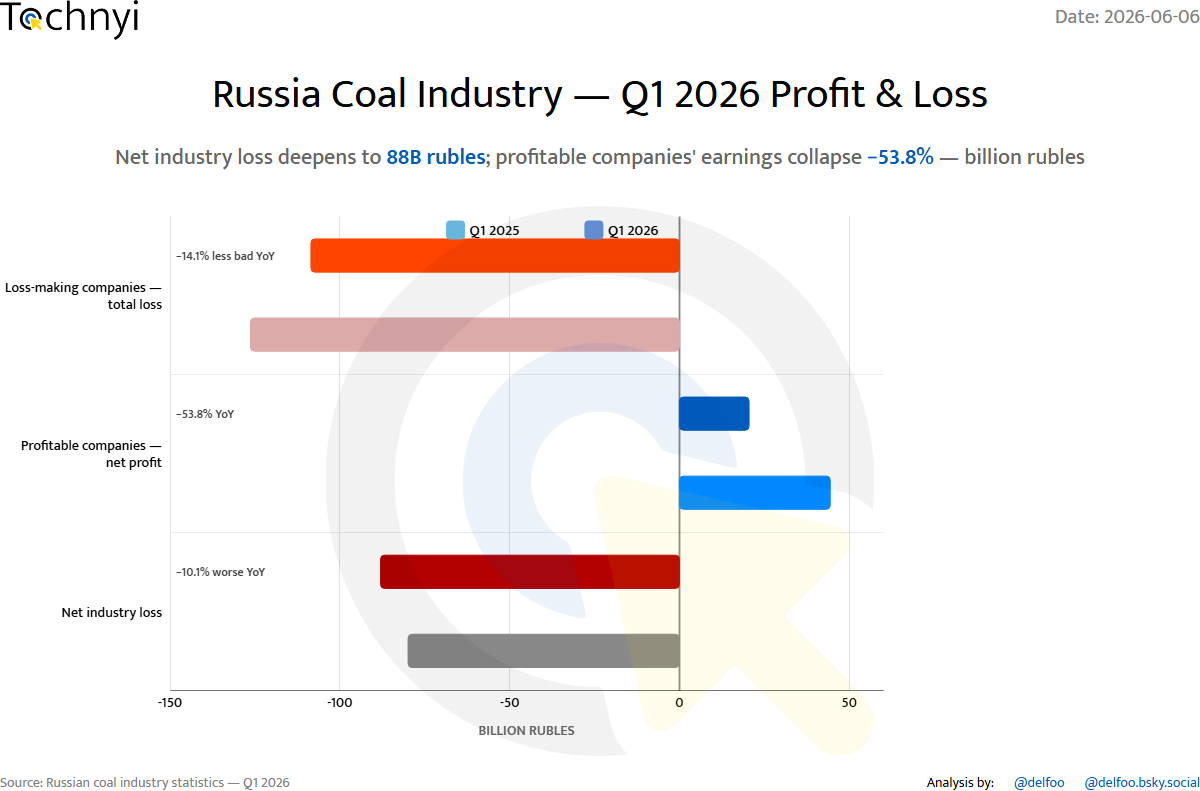 Technyi
Date: 2026-06-06
Russia Coal Industry — Q1 2026 Profit & Loss
Net industry loss deepens to 88B rubles; profitable companies' earnings collapse −53.8% — billion rubles
Q1 2025
Q1 2026
−14.1% less bad YoY
Loss-making companies —
total loss
−53.8% YoY
Profitable companies —
net profit
−10.1% worse YoY
Net industry loss
-150
-100
-50
0
50
BILLION RUBLES
Source: Russian coal industry statistics — Q1 2026
Analysis by: @delfoo @delfoo.bsky.social